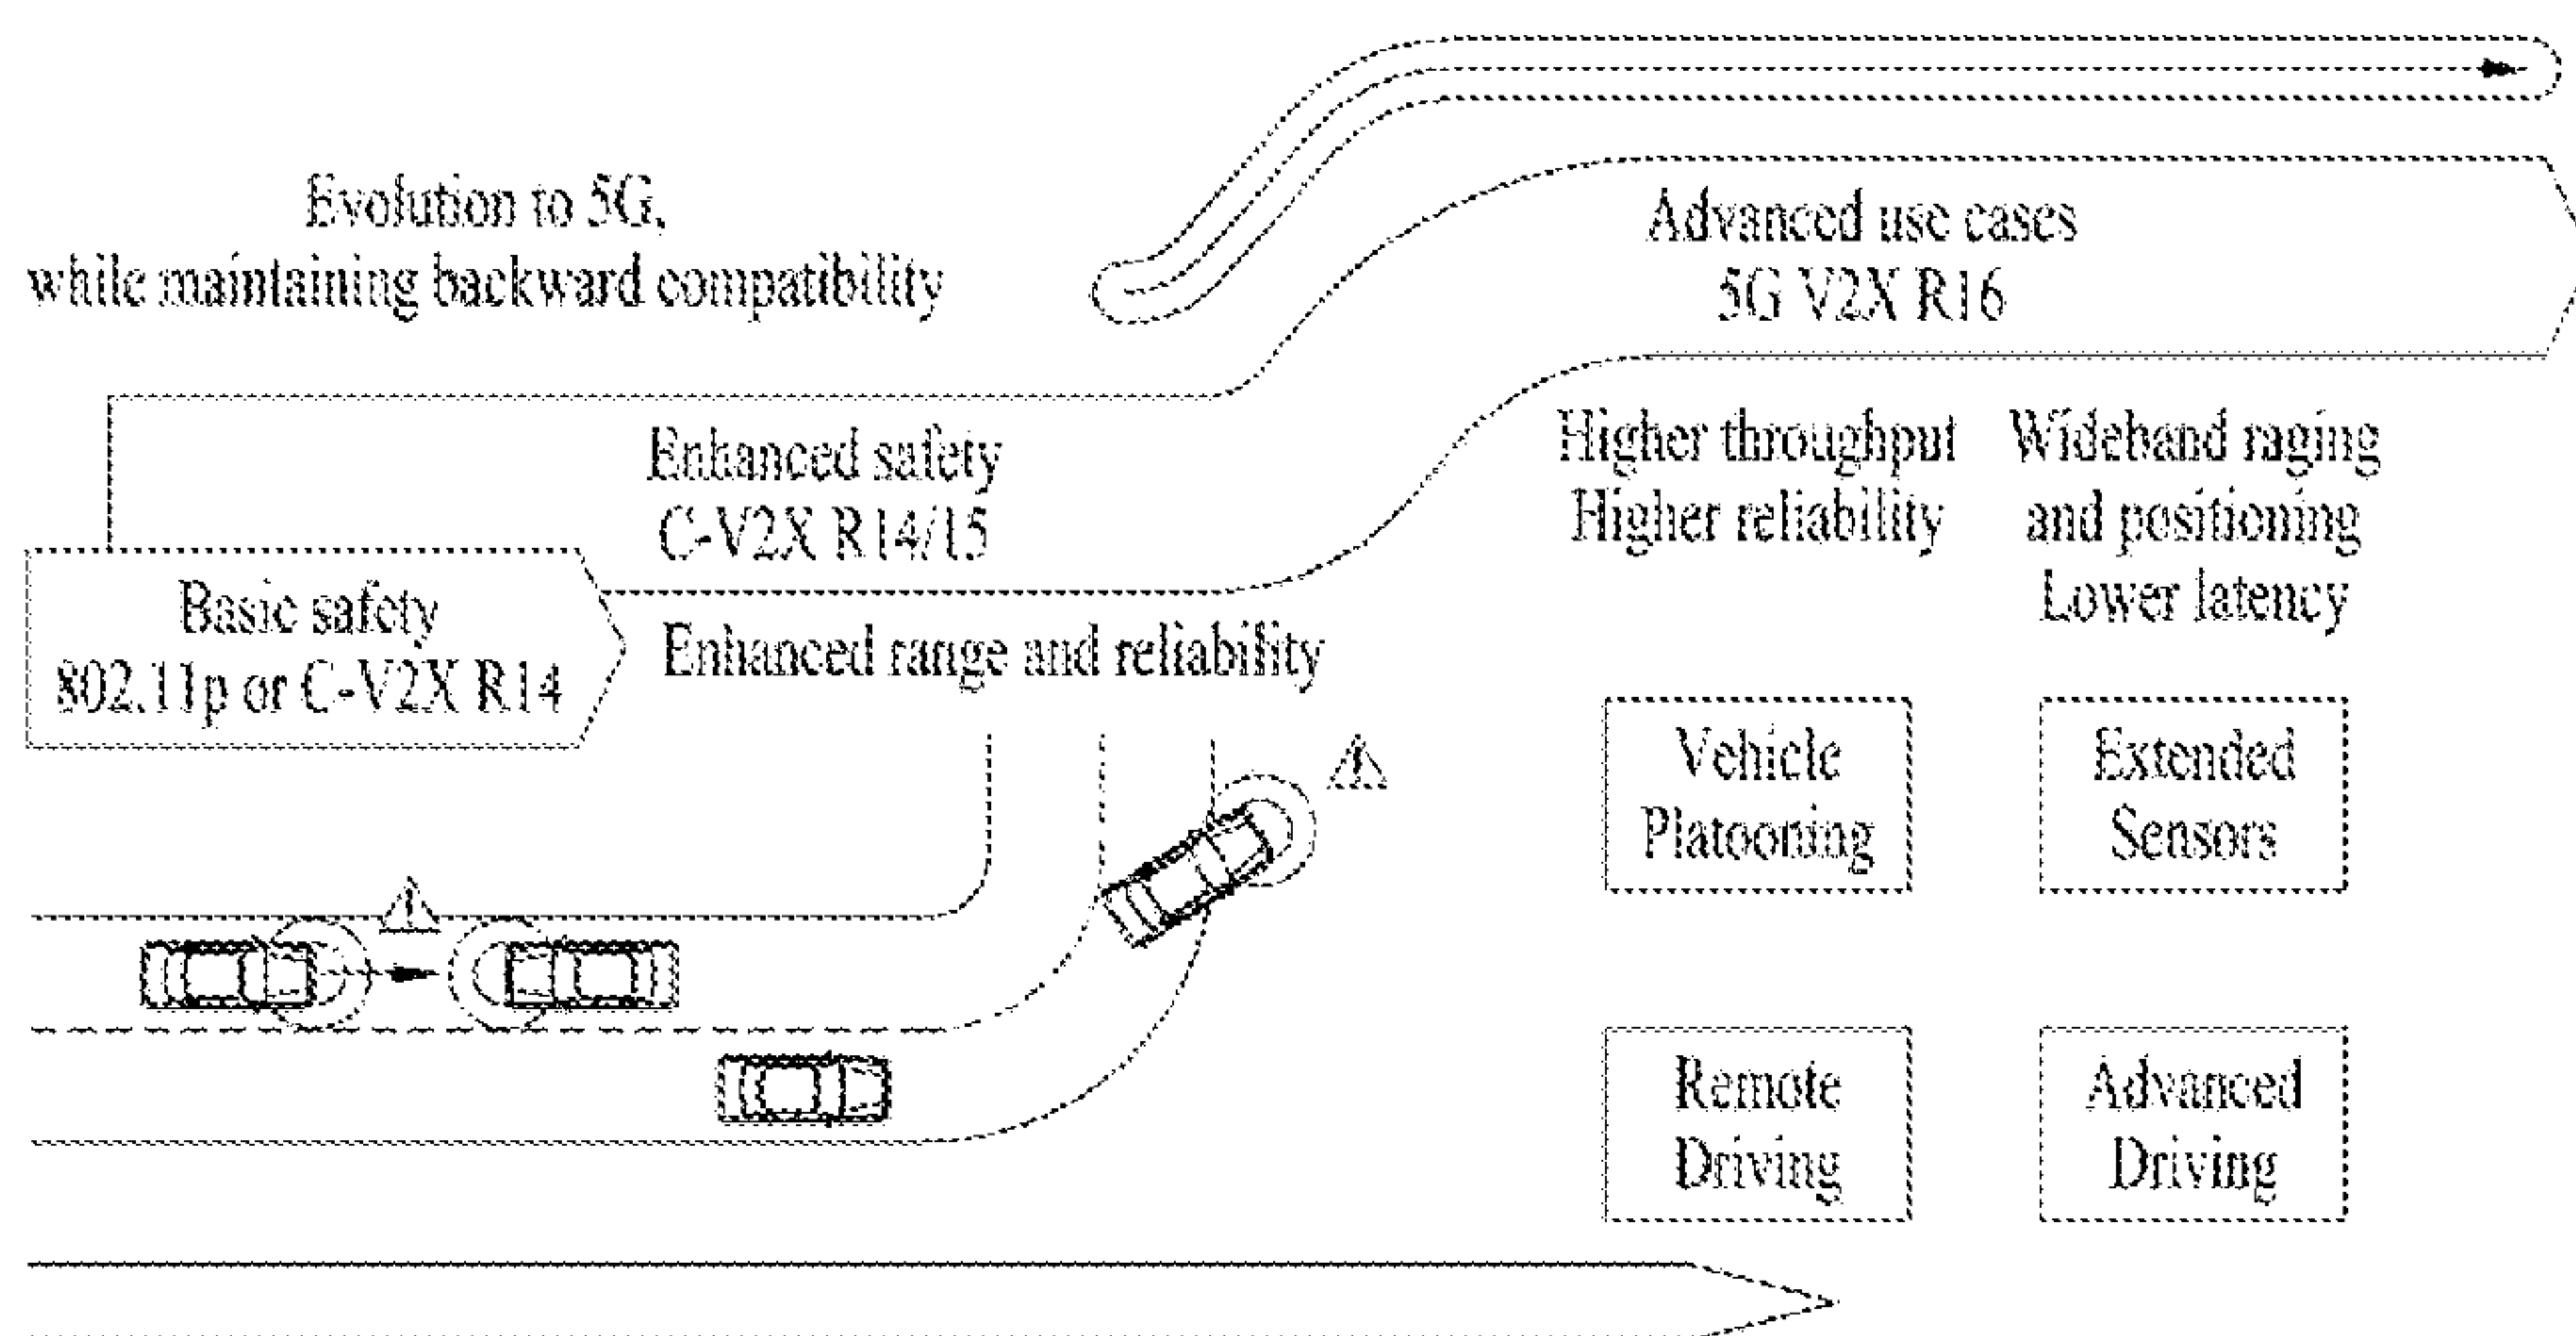 Evolution to 5G,
while maintaining backward compatibility
Advanced use cases
5G V2X R16
Enhanced safety
C-V2X R14/15
Basic safety
802.11p or C-V2X R14
Enhanced range and reliability
Higher throughput
Higher reliability
Wideband raging
and positioning
Lower latency
Vehicle
Platooning
Extended
Sensors
Remote
Driving
Advanced
Driving